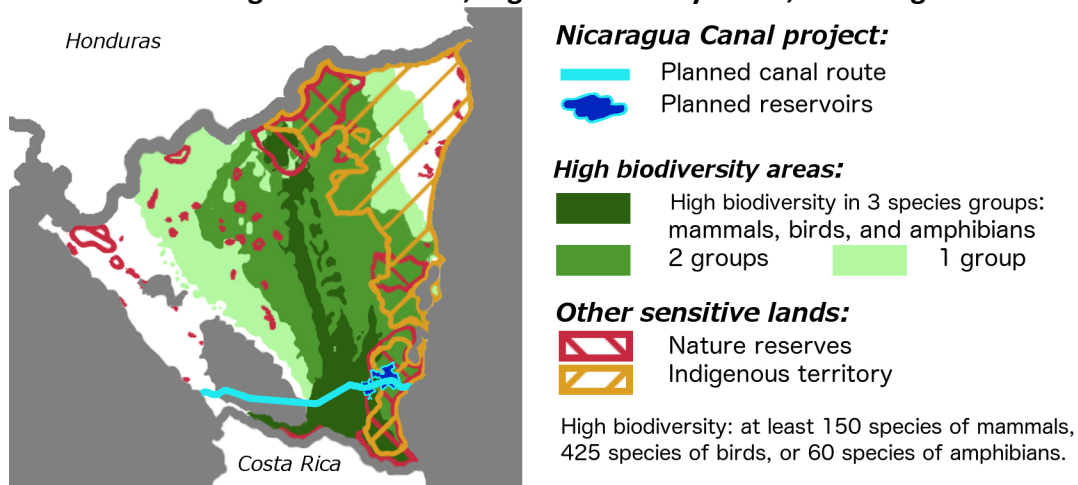 Honduras
Costa Rica
Nicaragua Canal project:
Planned canal route
Planned reservoirs
High biodiversity areas:
High biodiversity in 3 species groups:
mammals, birds, and amphibians
2 groups
1 group
Other sensitive lands:
Nature reserves
Indigenous territory
High biodiversity: at least 150 species of mammals,
425 species of birds, or 60 species of amphibians.